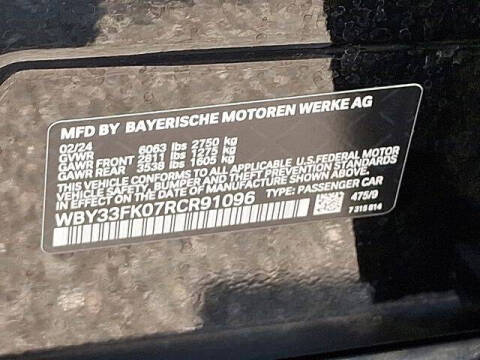 MFD BY BAYERISCHE MOTOREN WERKE AG
02/24 6063 lbs 2750 kg
GVWR
GAWR FRONT 2811 lbs 1275 kg
GAWR REAR 3538 lbs 1605 kg
THIS VEHICLE CONFORMS TO ALL APPLICABLE U.S. FEDERAL MOTOR
VEHICLE SAFETY, BUMPER AND THEFT PREVENTION STANDARDS
IN EFFECT ON THE DATE OF MANUFACTURE SHOWN ABOVE.
WBY33FK07RCR91096 TYPE: PASSENGER CAR
475/9
7 318 814